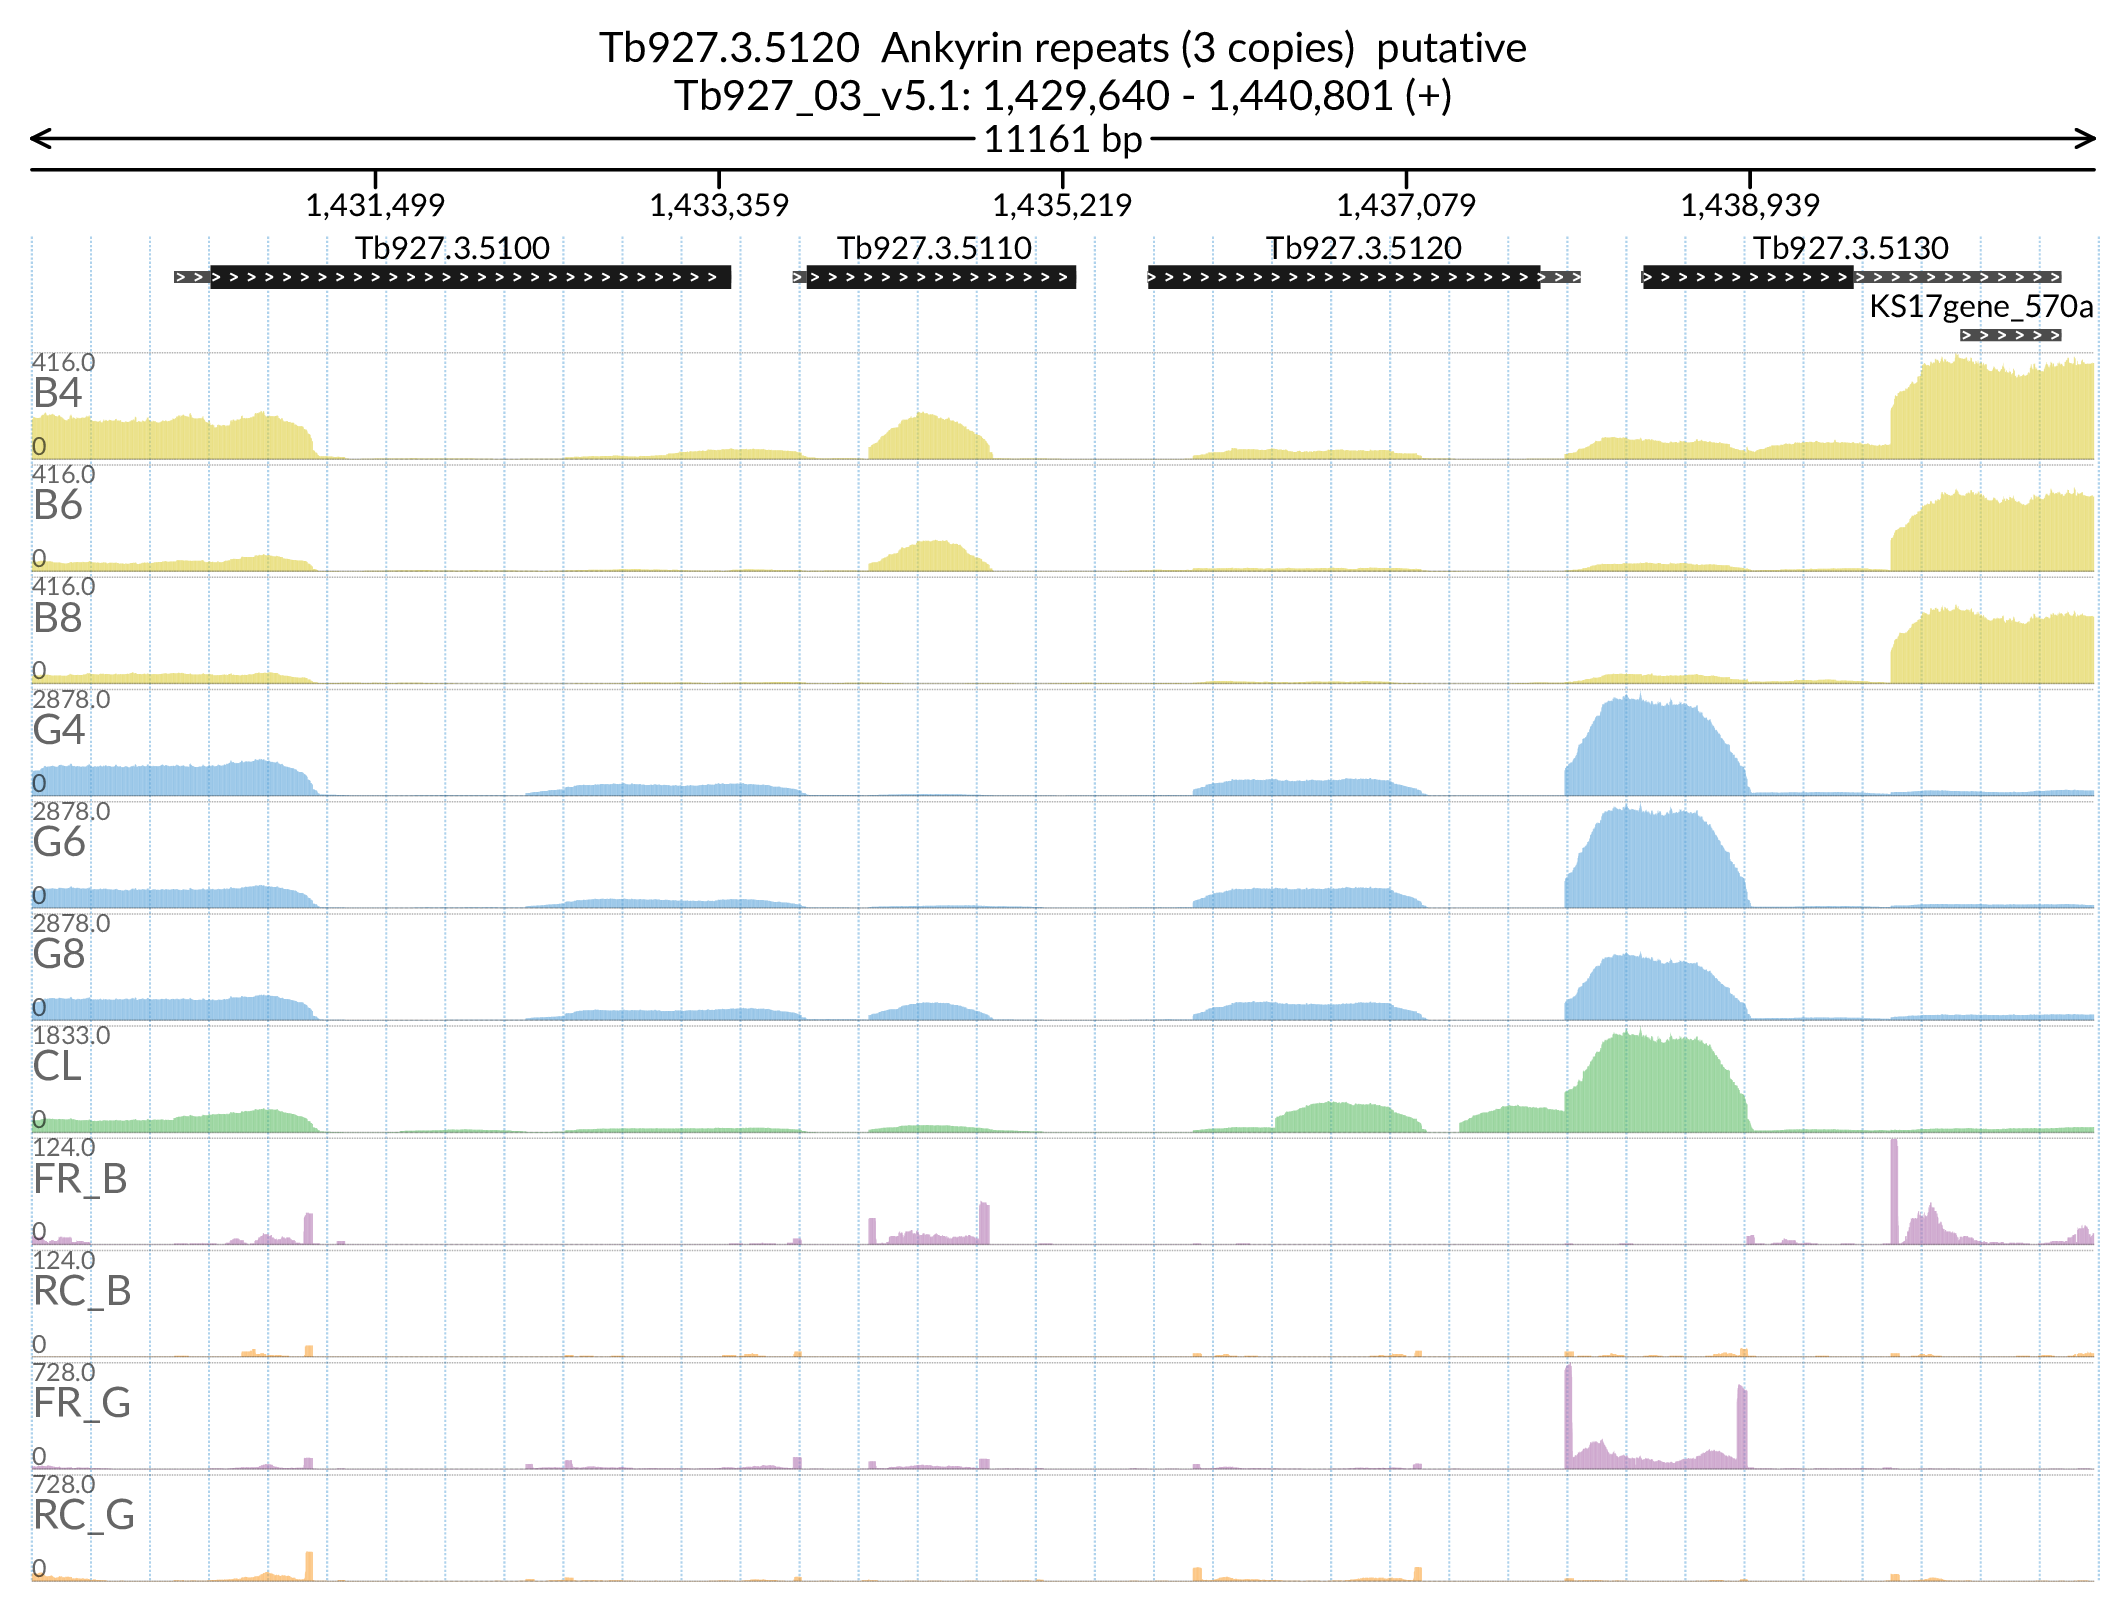 Tb927.3.5120  Ankyrin repeats (3 copies)  putative
Tb927_03_v5.1: 1,429,640 - 1,440,801 (+)
11161 bp
1,431,499 1,433,359 1,435,219 1,437,079 1,438,939
Tb927.3.5100 Tb927.3.5110 Tb927.3.5120 Tb927.3.5130
KS17gene_570a
416.0
B4
0
416.0
B6
0
416.0
B8
0
2878.0
G4
0
2878.0
G6
0
2878.0
G8
0
1833.0
CL
0
124.0
FR_B
0
124.0
RC_B
0
728.0
FR_G
0
728.0
RC_G
0